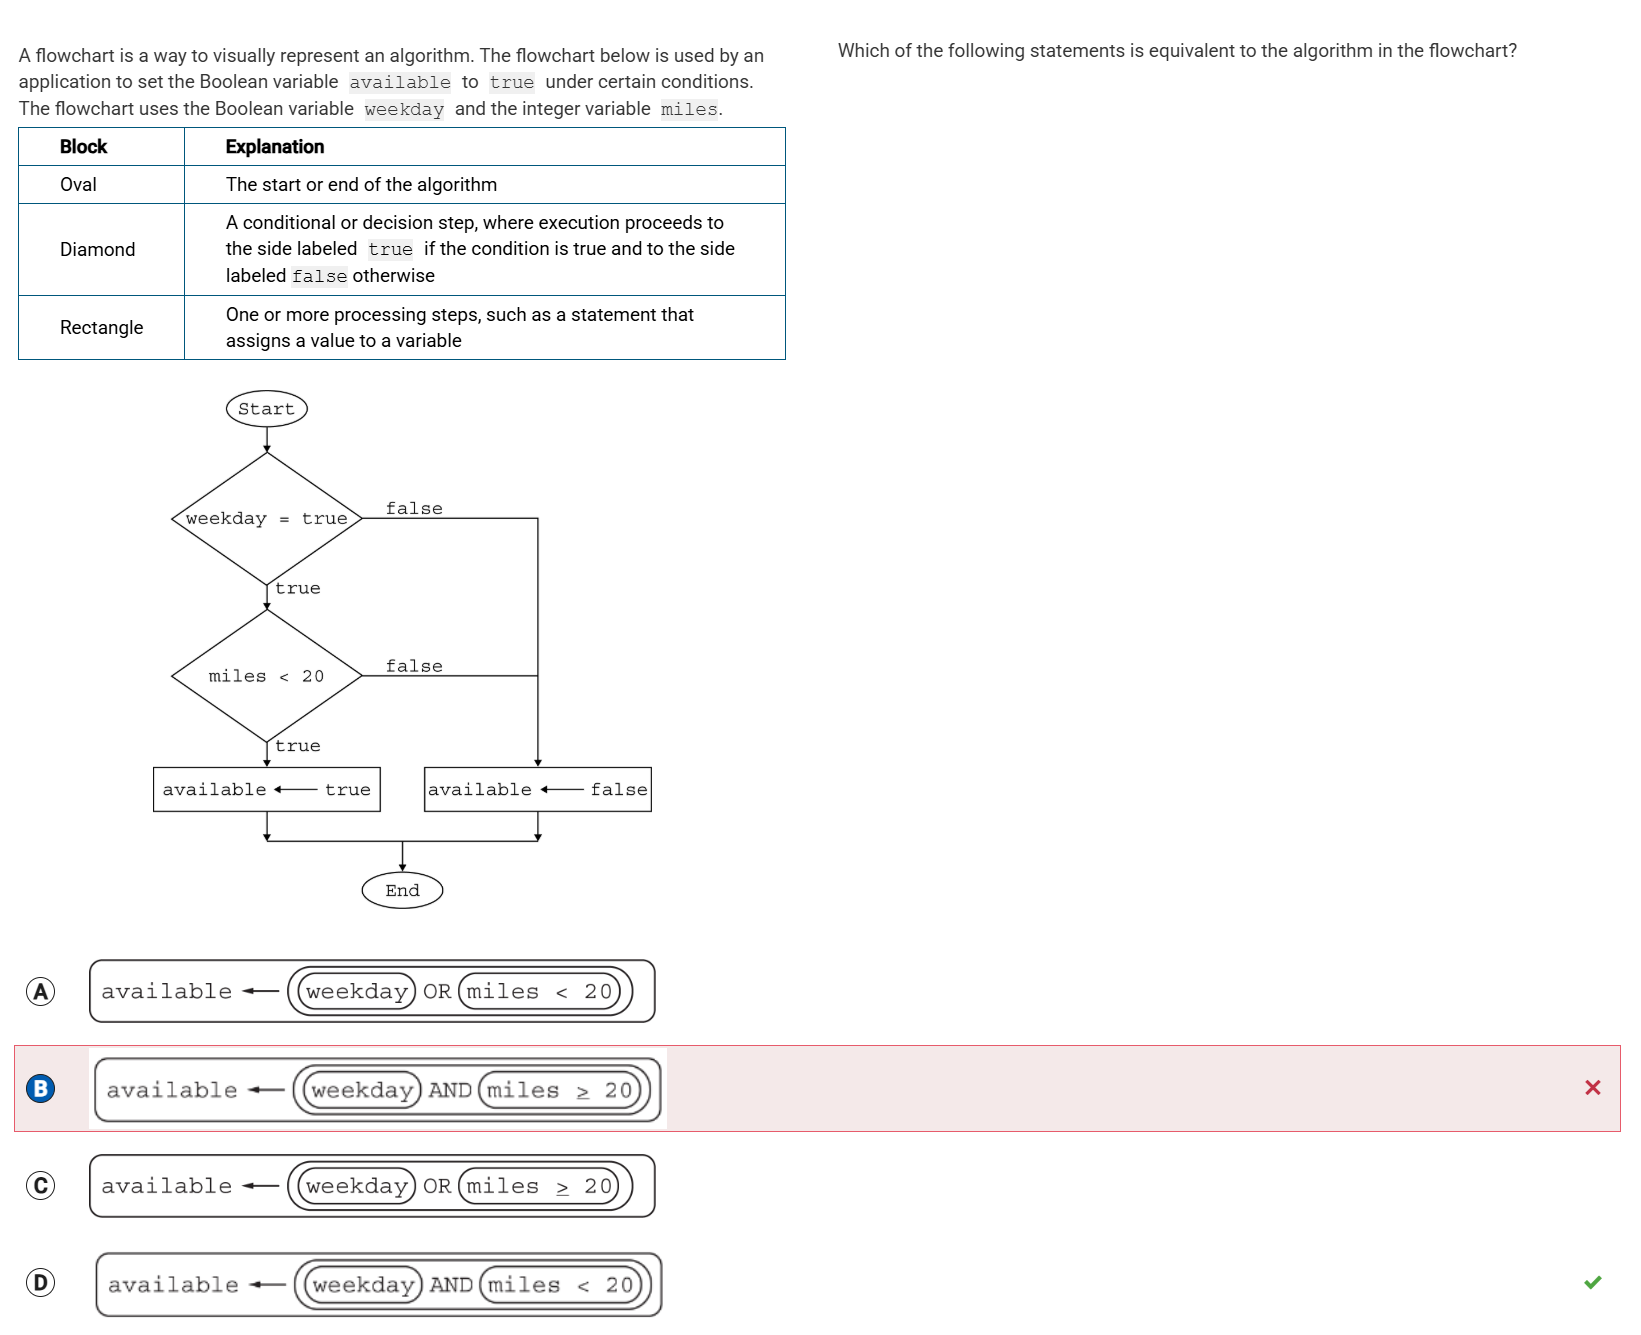 A flowchart is a way to visually represent an algorithm. The flowchart below is used by an
application to set the Boolean variable available to true under certain conditions.
The flowchart uses the Boolean variable weekday and the integer variable miles.
Block Explanation
Oval The start or end of the algorithm
Diamond A conditional or decision step, where execution proceeds to
the side labeled true if the condition is true and to the side
labeled false otherwise
Rectangle One or more processing steps, such as a statement that
assigns a value to a variable
Start
weekday = true
false
true
miles < 20
false
true
available ← true
available ← false
End
Which of the following statements is equivalent to the algorithm in the flowchart?
A available ← weekday OR miles < 20
B available ← weekday AND miles ≥ 20
C available ← weekday OR miles ≥ 20
D available ← weekday AND miles < 20